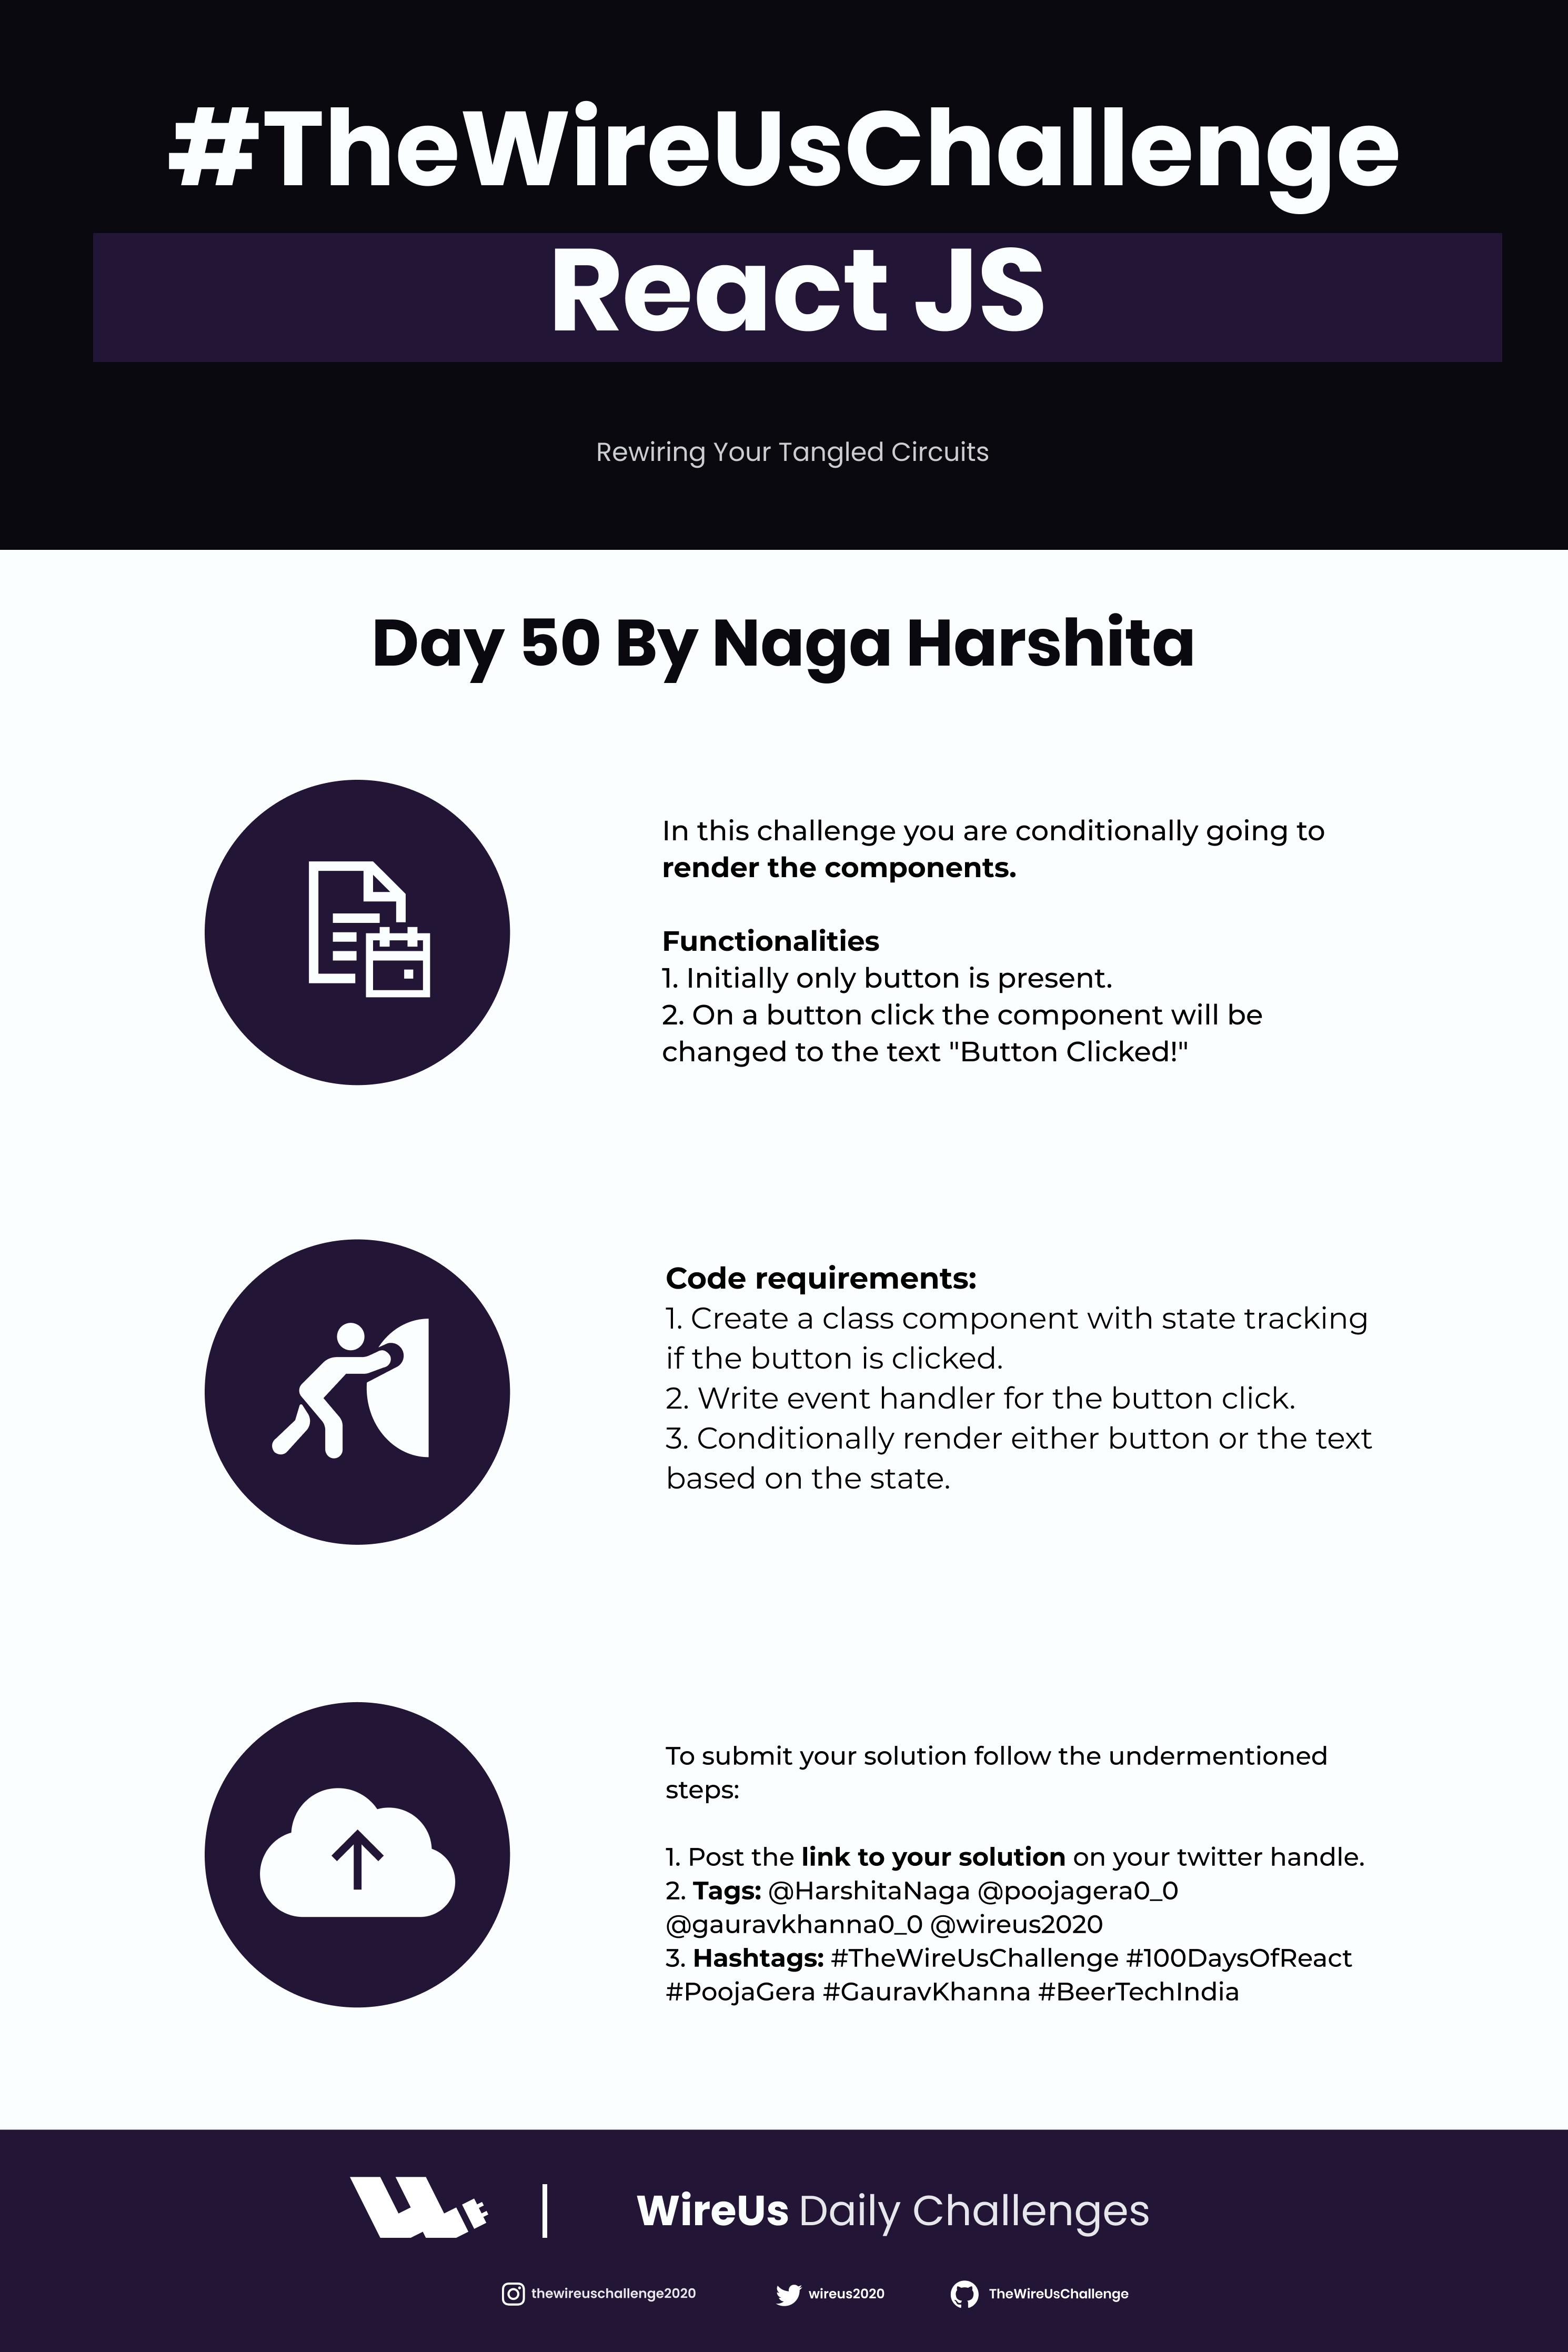 #TheWireUsChallenge
React JS
Rewiring Your Tangled Circuits
Day 50 By Naga Harshita
In this challenge you are conditionally going to
render the components.
Functionalities
1. Initially only button is present.
2. On a button click the component will be
changed to the text "Button Clicked!"
Code requirements:
1. Create a class component with state tracking
if the button is clicked.
2. Write event handler for the button click.
3. Conditionally render either button or the text
based on the state.
To submit your solution follow the undermentioned
steps:
1. Post the link to your solution on your twitter handle.
2. Tags: @HarshitaNaga @poojagera0_0
@gauravkhanna0_0 @wireus2020
3. Hashtags: #TheWireUsChallenge #100DaysOfReact
#PoojaGera #GauravKhanna #BeerTechIndia
WireUs Daily Challenges
thewireuschallenge2020 wireus2020 TheWireUsChallenge